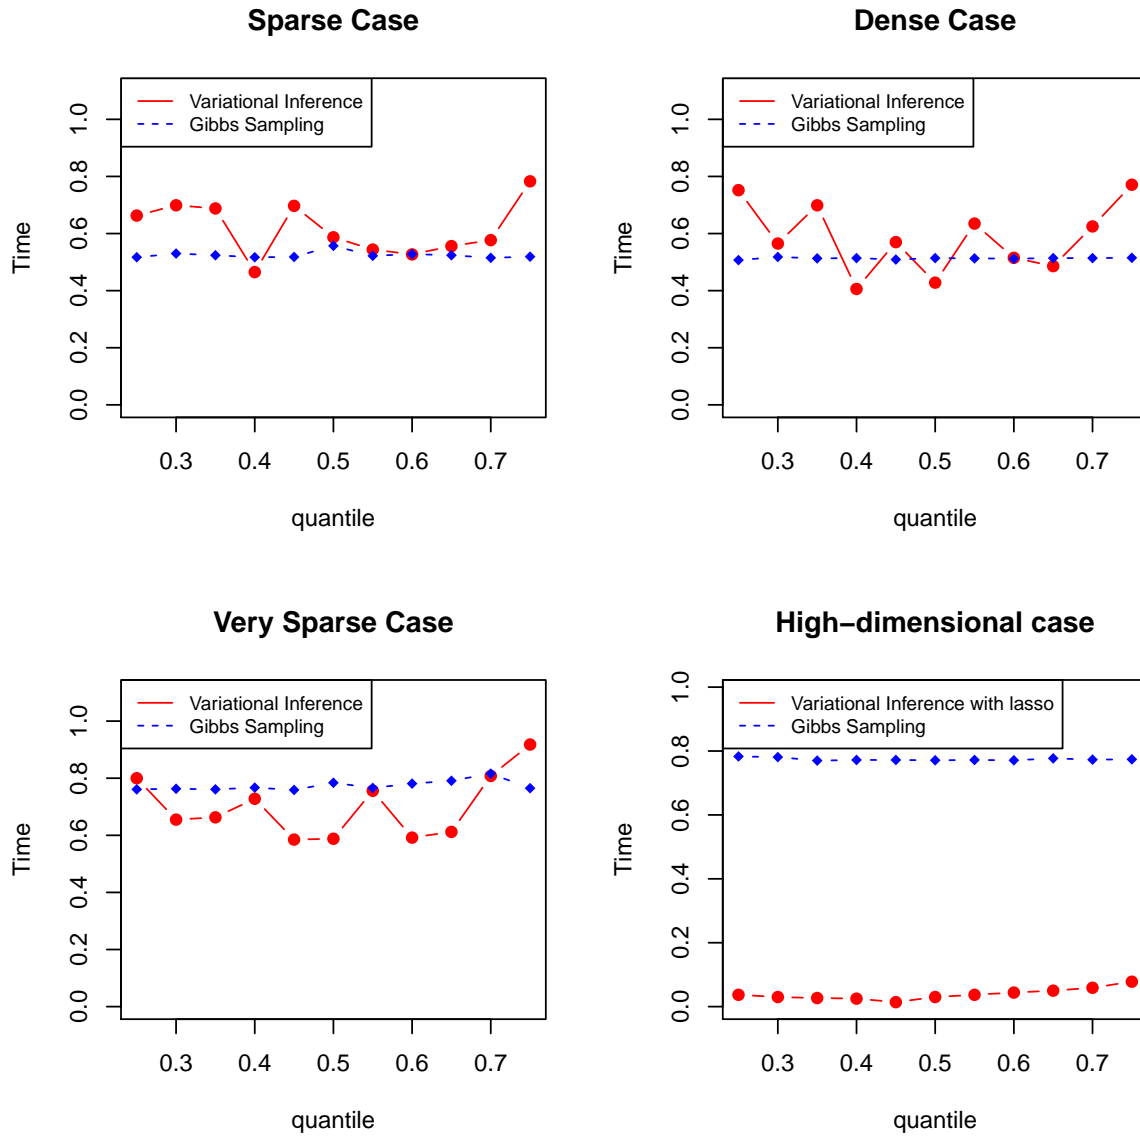 Sparse Case
Variational Inference
Gibbs Sampling
Time
0.0 0.2 0.4 0.6 0.8 1.0
0.3 0.4 0.5 0.6 0.7
quantile
Dense Case
Variational Inference
Gibbs Sampling
Time
0.0 0.2 0.4 0.6 0.8 1.0
0.3 0.4 0.5 0.6 0.7
quantile
Very Sparse Case
Variational Inference
Gibbs Sampling
Time
0.0 0.2 0.4 0.6 0.8 1.0
0.3 0.4 0.5 0.6 0.7
quantile
High−dimensional case
Variational Inference with lasso
Gibbs Sampling
Time
0.0 0.2 0.4 0.6 0.8 1.0
0.3 0.4 0.5 0.6 0.7
quantile